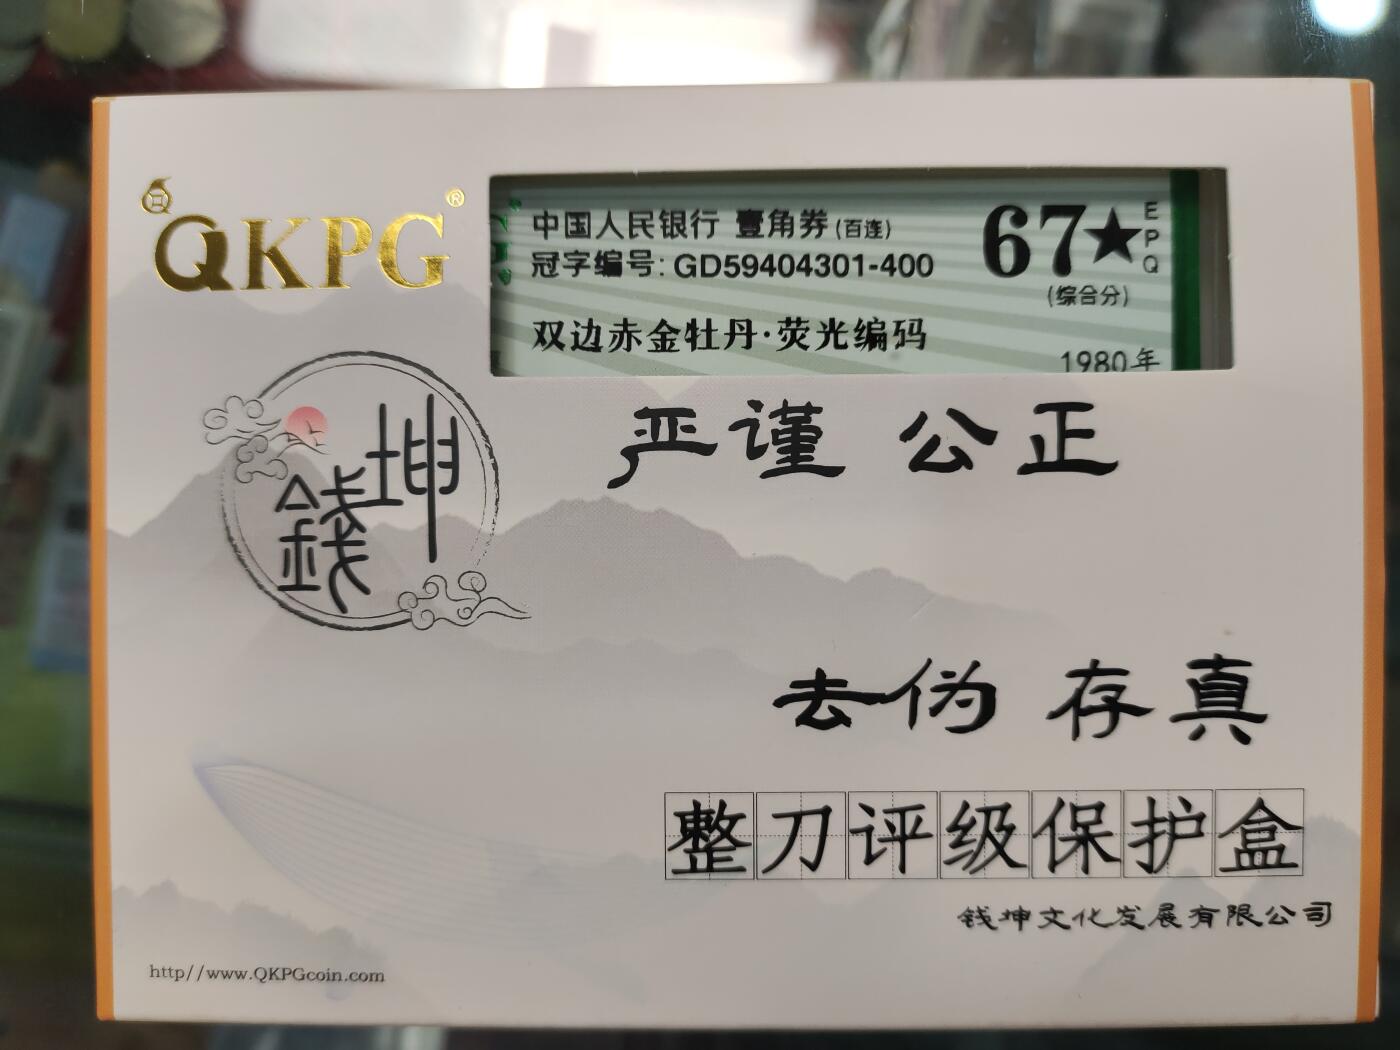 QKPG®
中国人民银行 壹角券(百连)
冠字编号:GD59404301-400
67★
EPQ
(综合分)
双边赤金牡丹·荧光编码
1980年
坤
錢
严谨 公正
去伪 存真
整刀评级保护盒
钱坤文化发展有限公司
http//www.QKPGcoin.com